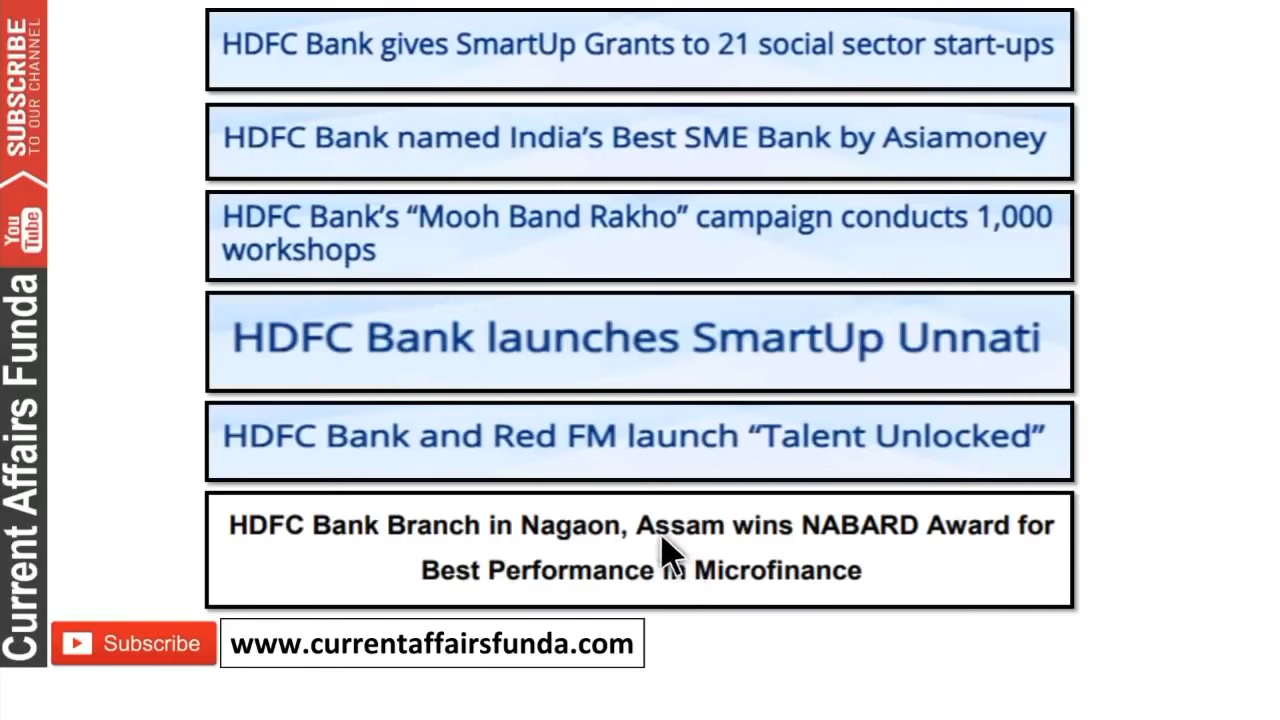 SUBSCRIBE
TO OUR CHANNEL
You
Tube
Current Affairs Funda
HDFC Bank gives SmartUp Grants to 21 social sector start-ups
HDFC Bank named India’s Best SME Bank by Asiamoney
HDFC Bank’s “Mooh Band Rakho” campaign conducts 1,000
workshops
HDFC Bank launches SmartUp Unnati
HDFC Bank and Red FM launch “Talent Unlocked”
HDFC Bank Branch in Nagaon, Assam wins NABARD Award for
Best Performance in Microfinance
Subscribe
www.currentaffairsfunda.com